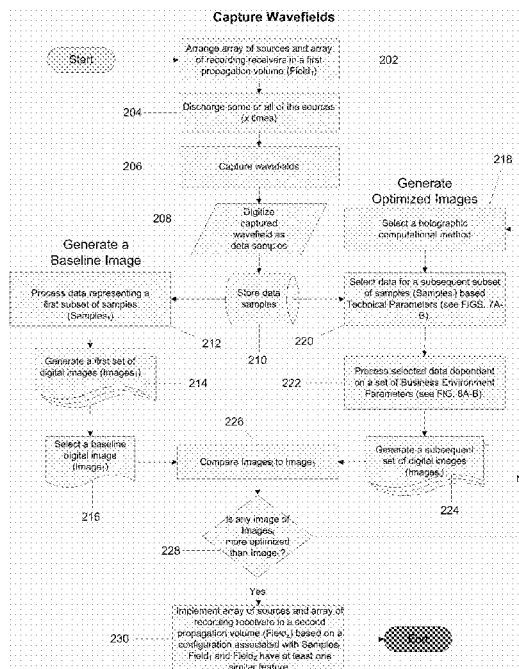 Capture Wavefields
Start
Arrange array of sources and array
of recording receivers in a first
propagation volume (Field₁)
202
204
Discharge some or all of the sources
(x times)
206
Capture wavefields
208
Digitize
captured
wavefield as
data samples
218
Generate
Optimized Images
Select a holographic
computational method
Generate a
Baseline Image
Process data representing a
first subset of samples
(Samples₁)
Store data
samples
Select data for a subsequent subset
of samples (Samplesᵢ) based
Technical Parameters (see FIGS. 7A-
B).
212
210
220
Generate a first set of
digital images (Images₁)
214
222
Process selected data dependant
on a set of Business Environment
Parameters (see FIG. 8A-B).
226
Select a baseline
digital image
(Image₁)
Compare Imagesᵢ to Image₁
Generate a subsequent
set of digital images
(Imagesᵢ)
216
224
Is any image of
Imagesᵢ
more optimized
than Image₁?
228
Yes
230
Implement array of sources and array of
recording receivers to a second
propagation volume (Field₂) based on a
configuration associated with Samplesᵢ
Field₁ and Field₂ have at least one
similar feature
End